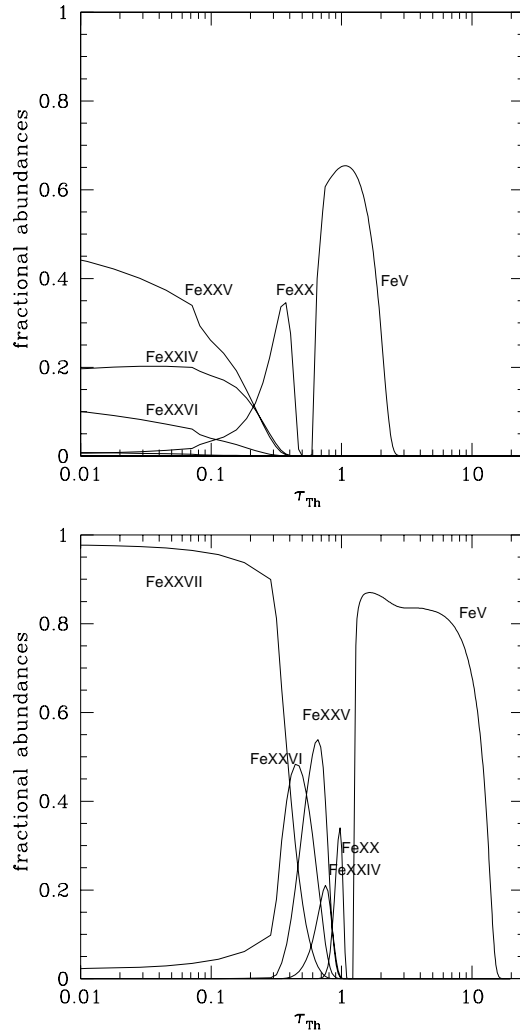 1
0.8
0.6
0.4
0.2
0
fractional abundances
FeXXV
FeXX
FeV
FeXXIV
FeXXVI
0.01
0.1
1
10
τTh
1
0.8
0.6
0.4
0.2
0
fractional abundances
FeXXVII
FeV
FeXXV
FeXXVI
FeXX
FeXXIV
0.01
0.1
1
10
τTh